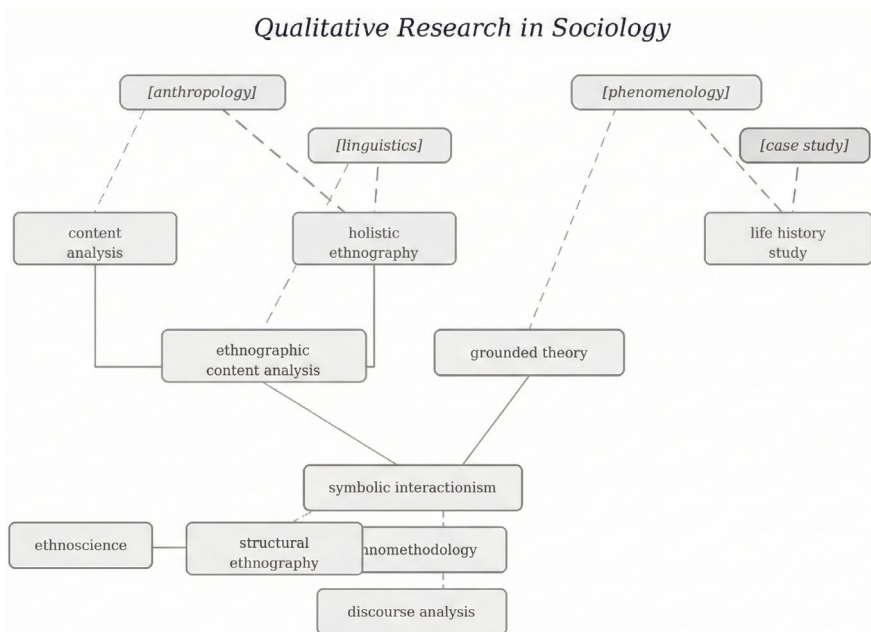 Qualitative Research in Sociology
[anthropology]
[phenomenology]
[linguistics]
[case study]
content
analysis
holistic
ethnography
life history
study
ethnographic
content analysis
grounded theory
symbolic interactionism
ethnoscience
structural
ethnography
discourse analysis